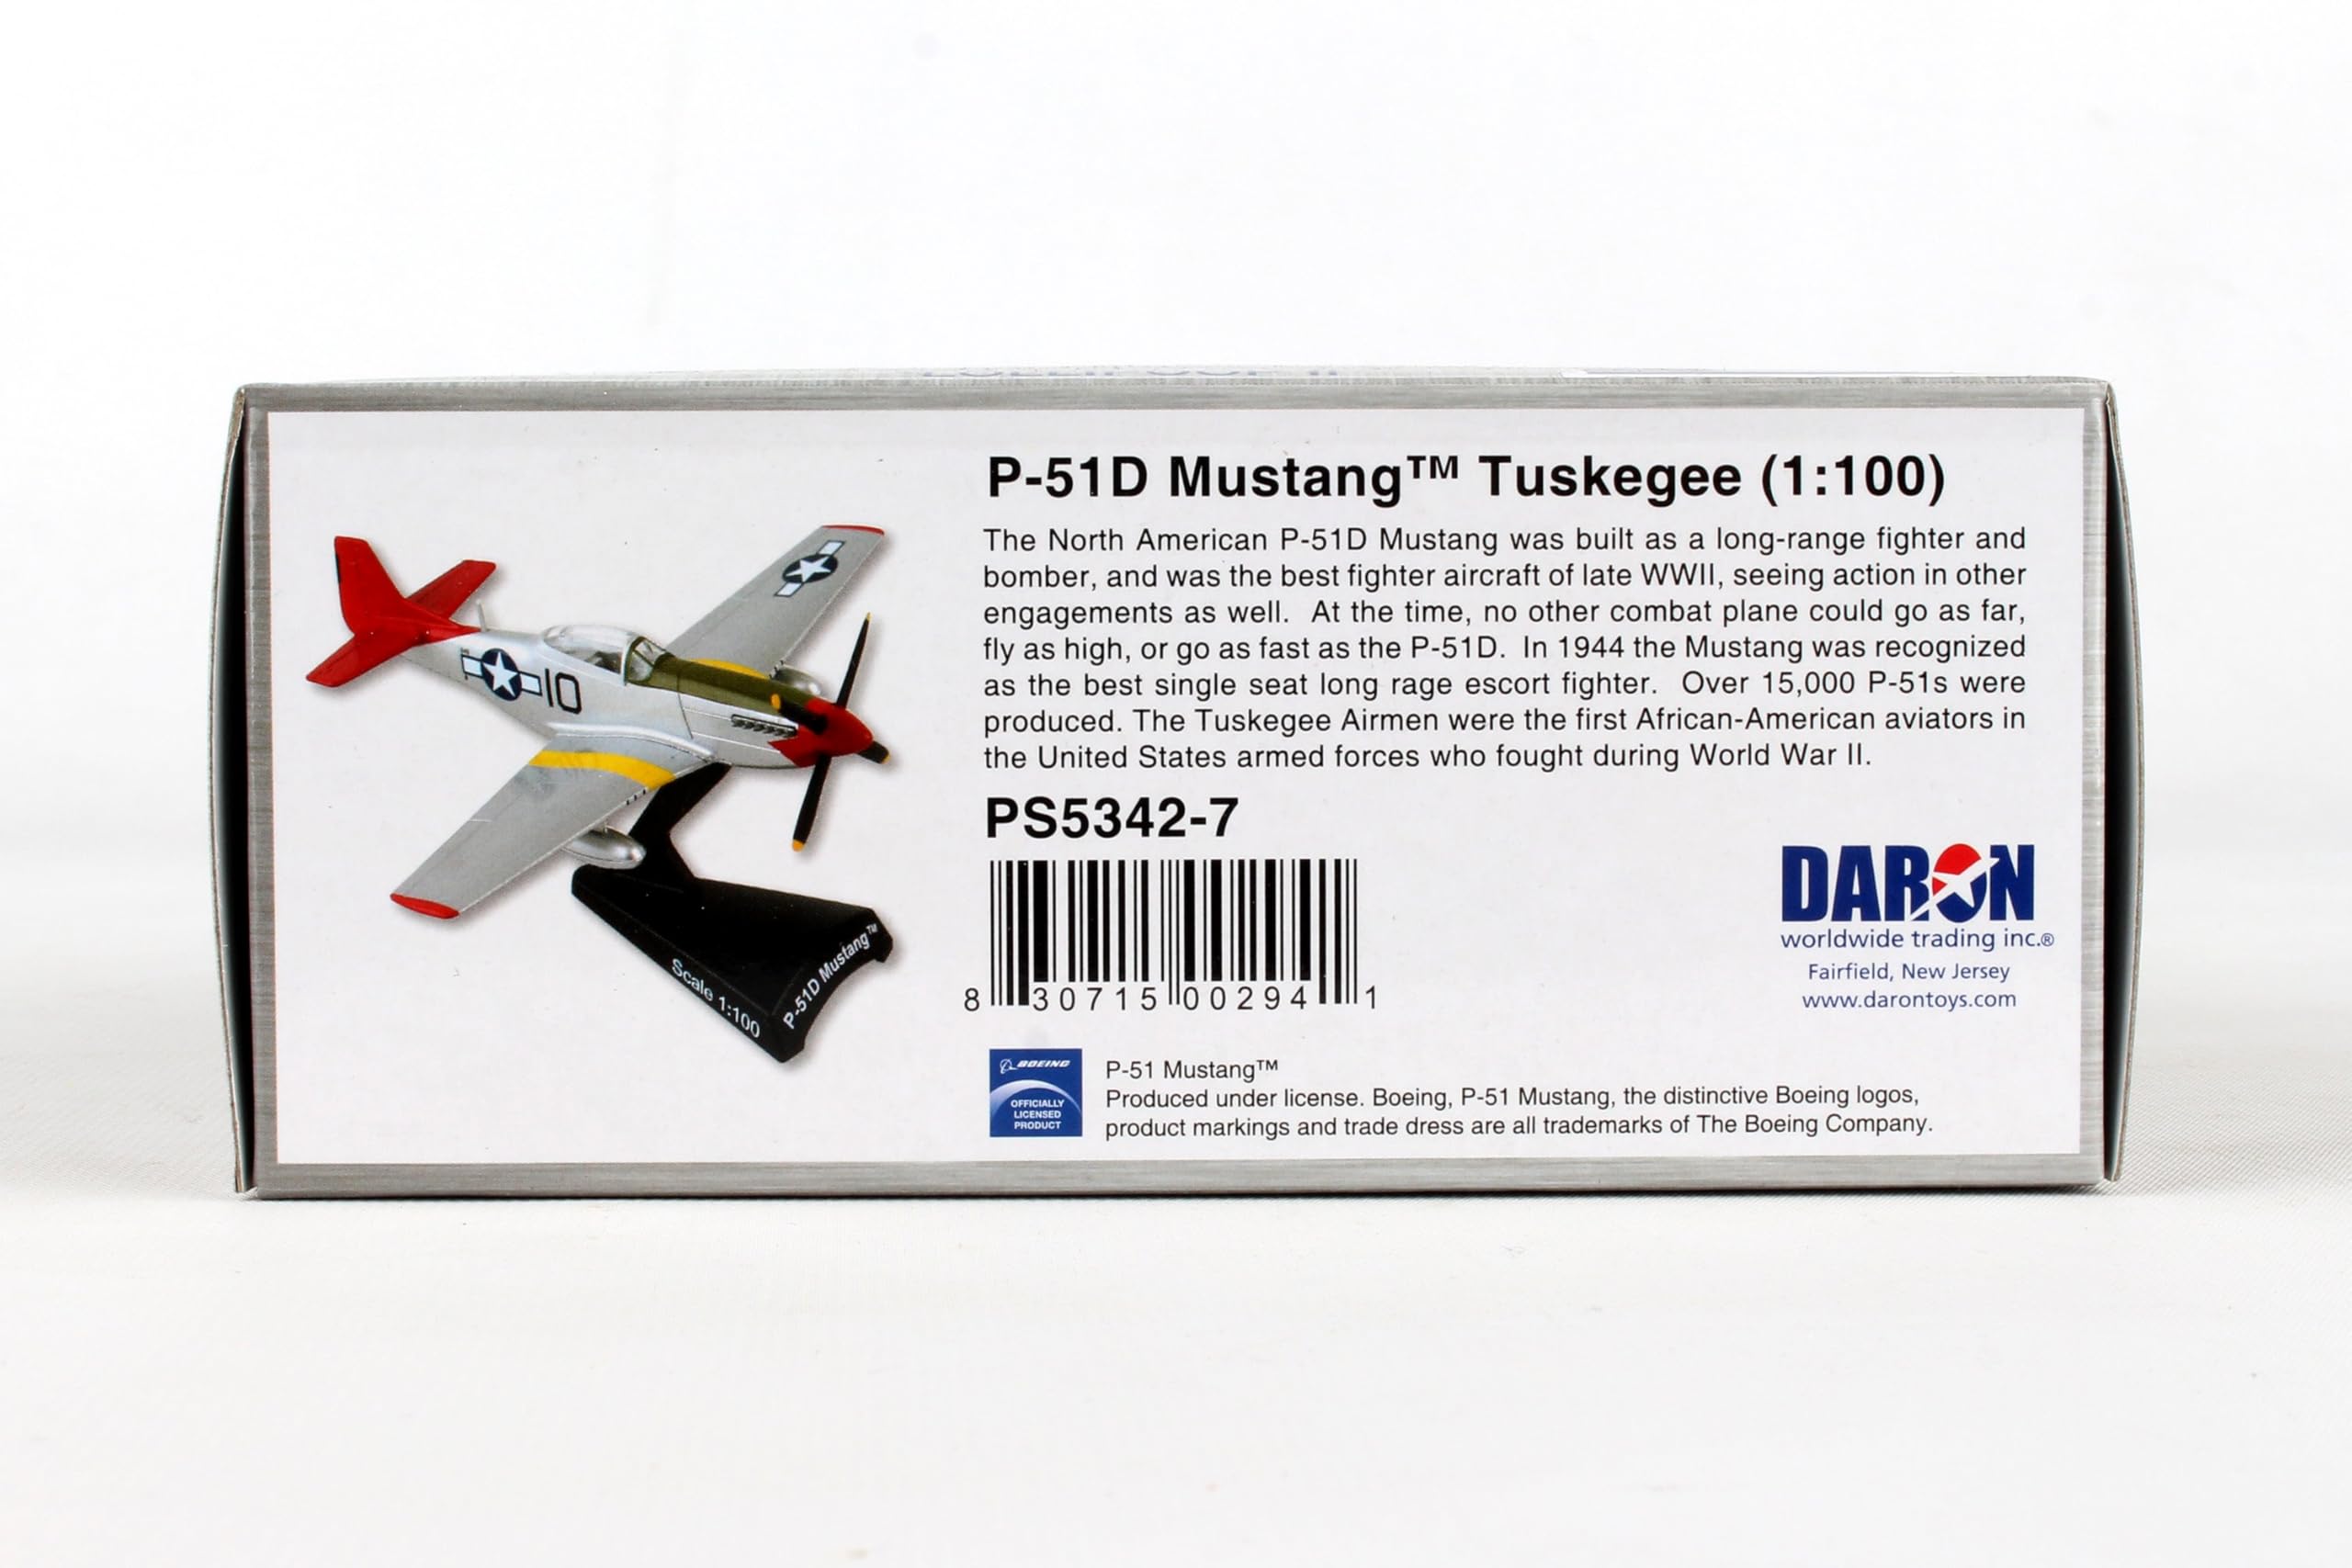 P-51D Mustang™ Tuskegee (1:100)
The North American P-51D Mustang was built as a long-range fighter and
bomber, and was the best fighter aircraft of late WWII, seeing action in other
engagements as well. At the time, no other combat plane could go as far,
fly as high, or go as fast as the P-51D. In 1944 the Mustang was recognized
as the best single seat long rage escort fighter. Over 15,000 P-51s were
produced. The Tuskegee Airmen were the first African-American aviators in
the United States armed forces who fought during World War II.
10
Scale 1:100
P-51D Mustang™
PS5342-7
8 30715 00294 1
DARON
worldwide trading inc.®
Fairfield, New Jersey
www.darontoys.com
BOEING
OFFICIALLY
LICENSED
PRODUCT
P-51 Mustang™
Produced under license. Boeing, P-51 Mustang, the distinctive Boeing logos,
product markings and trade dress are all trademarks of The Boeing Company.